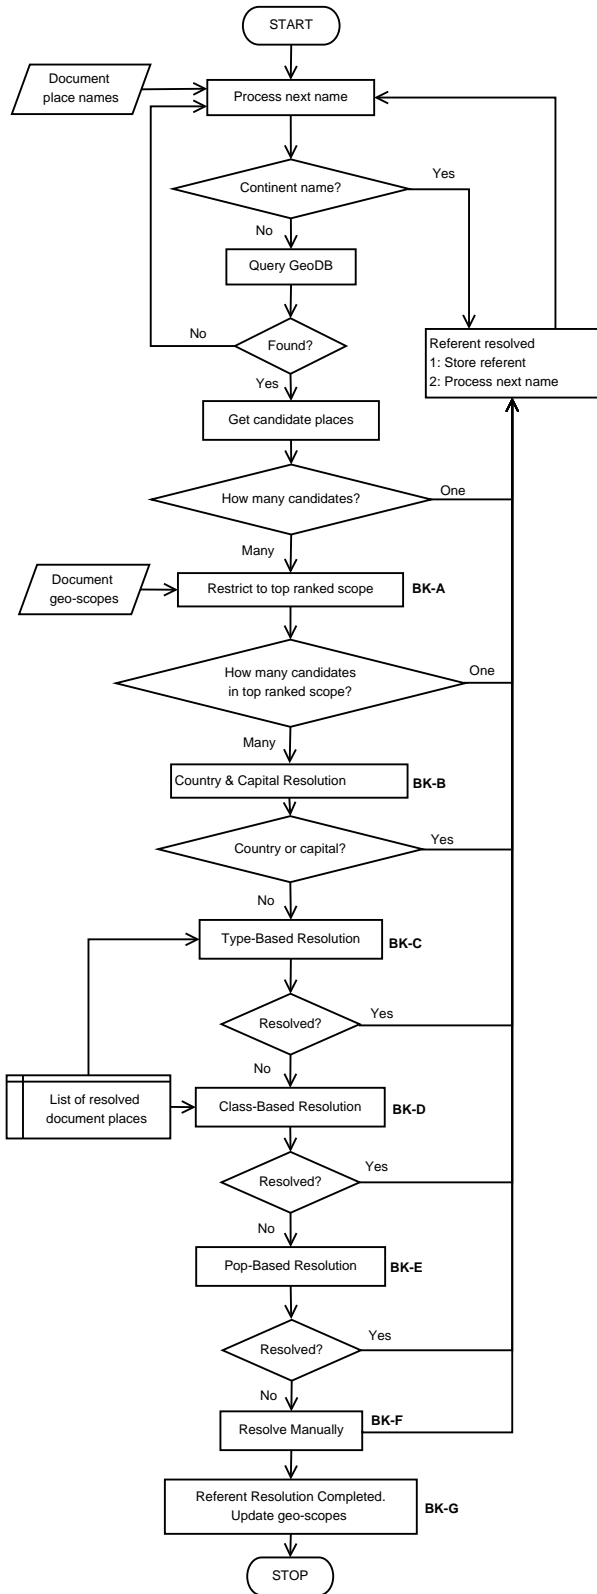 START
Document
place names
Process next name
Continent name?
Yes
No
Query GeoDB
No
Found?
Referent resolved
1: Store referent
2: Process next name
Yes
Get candidate places
How many candidates?
One
Many
Document
geo-scopes
Restrict to top ranked scope
BK-A
How many candidates
in top ranked scope?
One
Many
Country & Capital Resolution
BK-B
Country or capital?
Yes
No
Type-Based Resolution
BK-C
Resolved?
Yes
No
List of resolved
document places
Class-Based Resolution
BK-D
Resolved?
Yes
No
Pop-Based Resolution
BK-E
Resolved?
Yes
No
Resolve Manually
BK-F
Referent Resolution Completed.
Update geo-scopes
BK-G
STOP